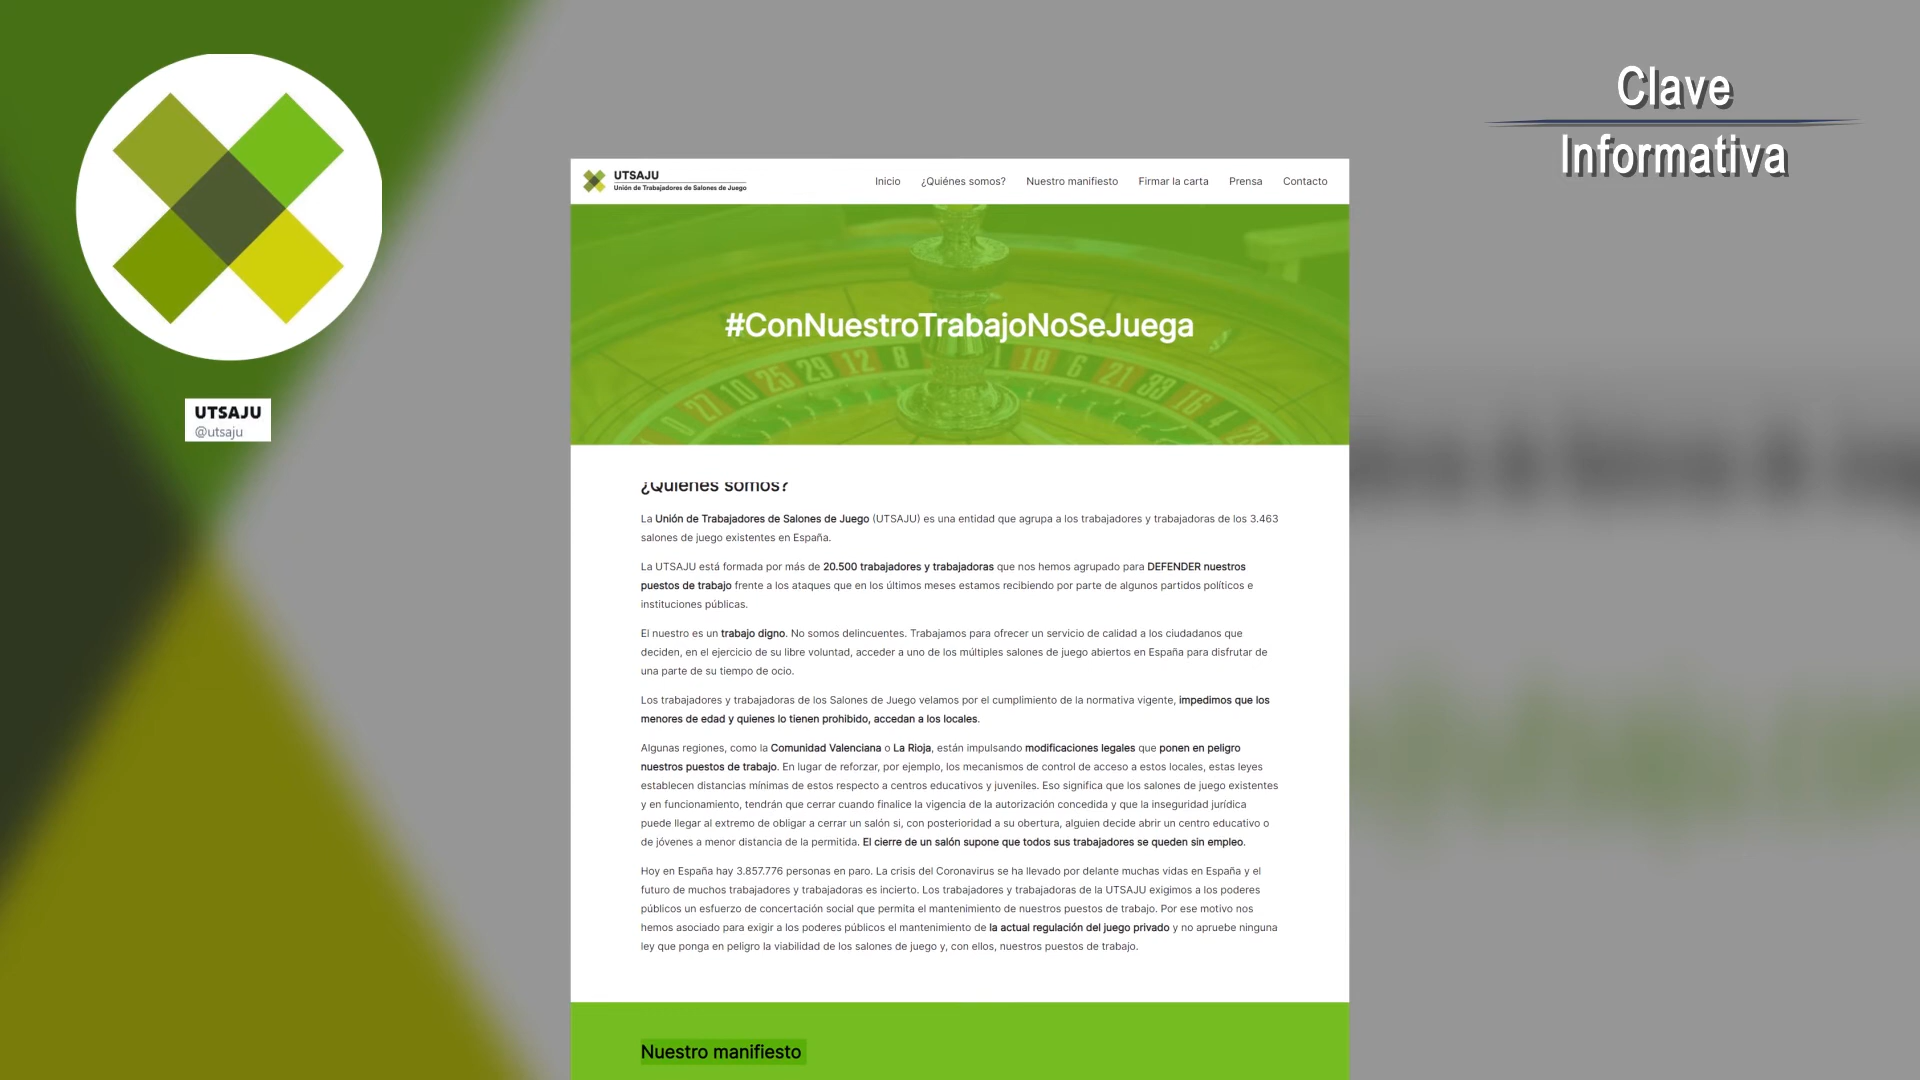 Clave
Informativa
UTSAJU
@utsaju
UTSAJU
Unión de Trabajadores de Salones de Juego
Inicio ¿Quiénes somos? Nuestro manifiesto Firmar la carta Prensa Contacto
#ConNuestroTrabajoNoSeJuega
27 10 25 29 12 8 1 18 6 21 33 16 4 23
¿Quiénes somos?
La Unión de Trabajadores de Salones de Juego (UTSAJU) es una entidad que agrupa a los trabajadores y trabajadoras de los 3.463
salones de juego existentes en España.
La UTSAJU está formada por más de 20.500 trabajadores y trabajadoras que nos hemos agrupado para DEFENDER nuestros
puestos de trabajo frente a los ataques que en los últimos meses estamos recibiendo por parte de algunos partidos políticos e
instituciones públicas.
El nuestro es un trabajo digno. No somos delincuentes. Trabajamos para ofrecer un servicio de calidad a los ciudadanos que
deciden, en el ejercicio de su libre voluntad, acceder a uno de los múltiples salones de juego abiertos en España para disfrutar de
una parte de su tiempo de ocio.
Los trabajadores y trabajadoras de los Salones de Juego velamos por el cumplimiento de la normativa vigente, impedimos que los
menores de edad y quienes lo tienen prohibido, accedan a los locales.
Algunas regiones, como la Comunidad Valenciana o La Rioja, están impulsando modificaciones legales que ponen en peligro
nuestros puestos de trabajo. En lugar de reforzar, por ejemplo, los mecanismos de control de acceso a estos locales, estas leyes
establecen distancias mínimas de estos respecto a centros educativos y juveniles. Eso significa que los salones de juego existentes
y en funcionamiento, tendrán que cerrar cuando finalice la vigencia de la autorización concedida y que la inseguridad jurídica
puede llegar al extremo de obligar a cerrar un salón si, con posterioridad a su obertura, alguien decide abrir un centro educativo o
de jóvenes a menor distancia de la permitida. El cierre de un salón supone que todos sus trabajadores se queden sin empleo.
Hoy en España hay 3.857.776 personas en paro. La crisis del Coronavirus se ha llevado por delante muchas vidas en España y el
futuro de muchos trabajadores y trabajadoras es incierto. Los trabajadores y trabajadoras de la UTSAJU exigimos a los poderes
públicos un esfuerzo de concertación social que permita el mantenimiento de nuestros puestos de trabajo. Por ese motivo nos
hemos asociado para exigir a los poderes públicos el mantenimiento de la actual regulación del juego privado y no apruebe ninguna
ley que ponga en peligro la viabilidad de los salones de juego y, con ellos, nuestros puestos de trabajo.
Nuestro manifiesto